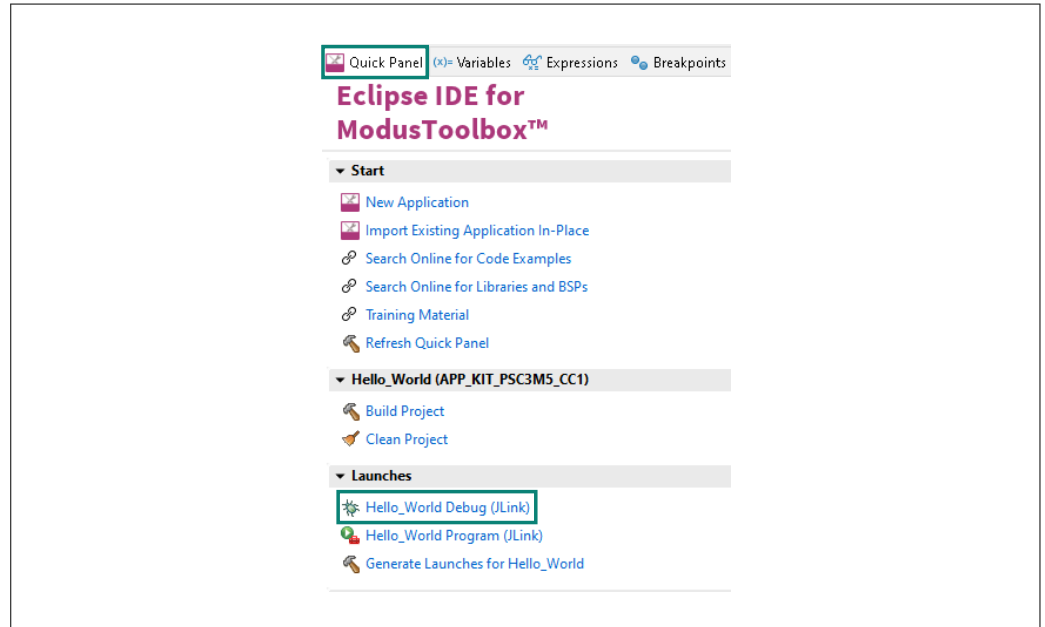 Quick Panel (x)= Variables Expressions Breakpoints
Eclipse IDE for
ModusToolbox™
Start
New Application
Import Existing Application In-Place
Search Online for Code Examples
Search Online for Libraries and BSPs
Training Material
Refresh Quick Panel
Hello_World (APP_KIT_PSC3M5_CC1)
Build Project
Clean Project
Launches
Hello_World Debug (JLink)
Hello_World Program (JLink)
Generate Launches for Hello_World